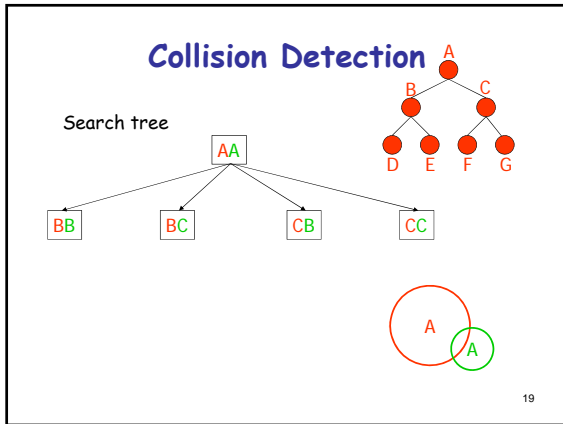 Collision Detection
A
B C
D E F G
Search tree
AA
BB BC CB CC
A
A
19